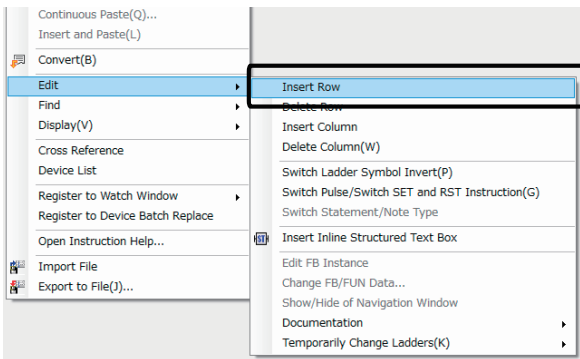 Continuous Paste(Q)...
Insert and Paste(L)
Convert(B)
Edit
Find
Display(V)
Cross Reference
Device List
Register to Watch Window
Register to Device Batch Replace
Open Instruction Help...
Import File
Export to File(J)...
Insert Row
Delete Row
Insert Column
Delete Column(W)
Switch Ladder Symbol Invert(P)
Switch Pulse/Switch SET and RST Instruction(G)
Switch Statement/Note Type
ST
Insert Inline Structured Text Box
Edit FB Instance
Change FB/FUN Data...
Show/Hide of Navigation Window
Documentation
Temporarily Change Ladders(K)